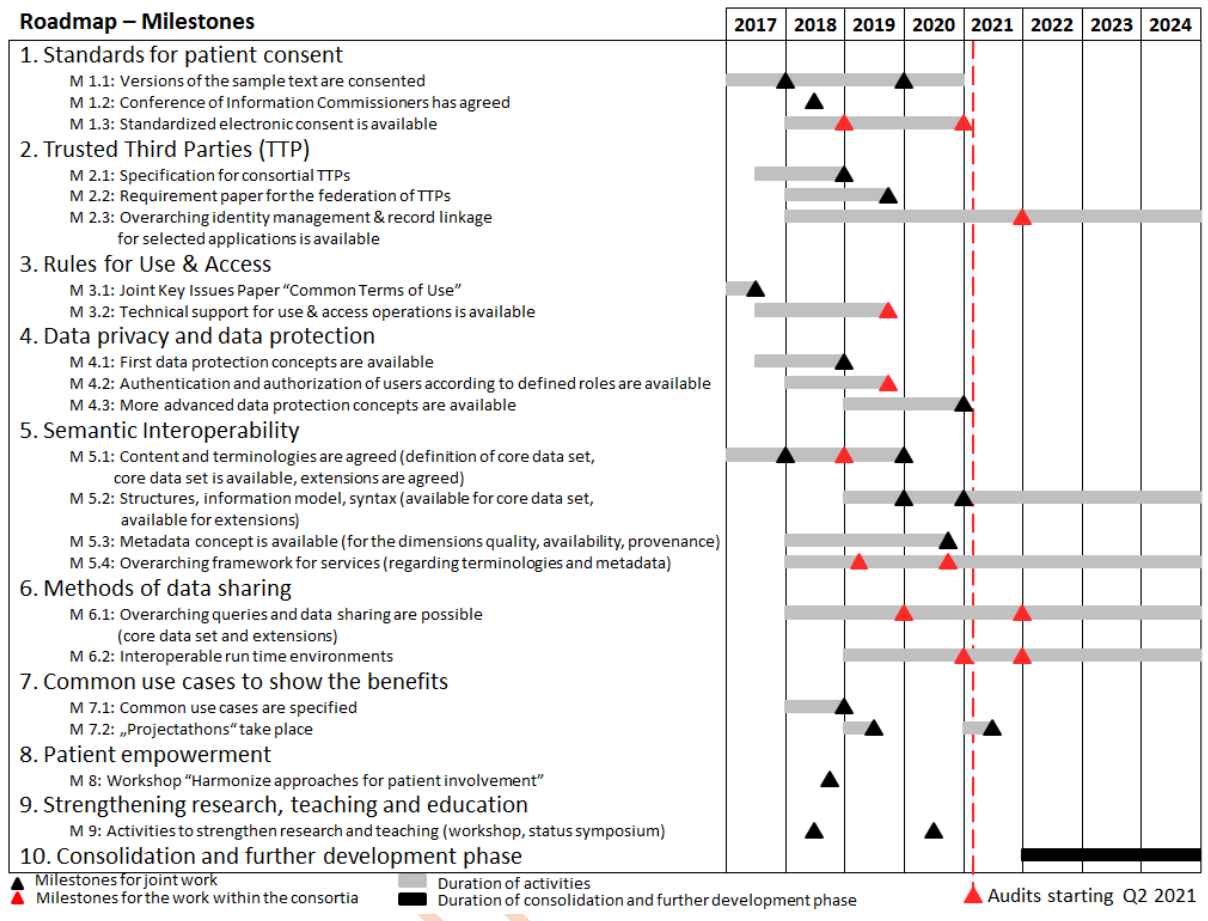 Roadmap – Milestones
2017 2018 2019 2020 2021 2022 2023 2024
1. Standards for patient consent
M 1.1: Versions of the sample text are consented
M 1.2: Conference of Information Commissioners has agreed
M 1.3: Standardized electronic consent is available
2. Trusted Third Parties (TTP)
M 2.1: Specification for consortial TTPs
M 2.2: Requirement paper for the federation of TTPs
M 2.3: Overarching identity management & record linkage
for selected applications is available
3. Rules for Use & Access
M 3.1: Joint Key Issues Paper “Common Terms of Use”
M 3.2: Technical support for use & access operations is available
4. Data privacy and data protection
M 4.1: First data protection concepts are available
M 4.2: Authentication and authorization of users according to defined roles are available
M 4.3: More advanced data protection concepts are available
5. Semantic Interoperability
M 5.1: Content and terminologies are agreed (definition of core data set,
core data set is available, extensions are agreed)
M 5.2: Structures, information model, syntax (available for core data set,
available for extensions)
M 5.3: Metadata concept is available (for the dimensions quality, availability, provenance)
M 5.4: Overarching framework for services (regarding terminologies and metadata)
6. Methods of data sharing
M 6.1: Overarching queries and data sharing are possible
(core data set and extensions)
M 6.2: Interoperable run time environments
7. Common use cases to show the benefits
M 7.1: Common use cases are specified
M 7.2: „Projectathons“ take place
8. Patient empowerment
M 8: Workshop “Harmonize approaches for patient involvement”
9. Strengthening research, teaching and education
M 9: Activities to strengthen research and teaching (workshop, status symposium)
10. Consolidation and further development phase
Milestones for joint work
Milestones for the work within the consortia
Duration of activities
Duration of consolidation and further development phase
Audits starting Q2 2021